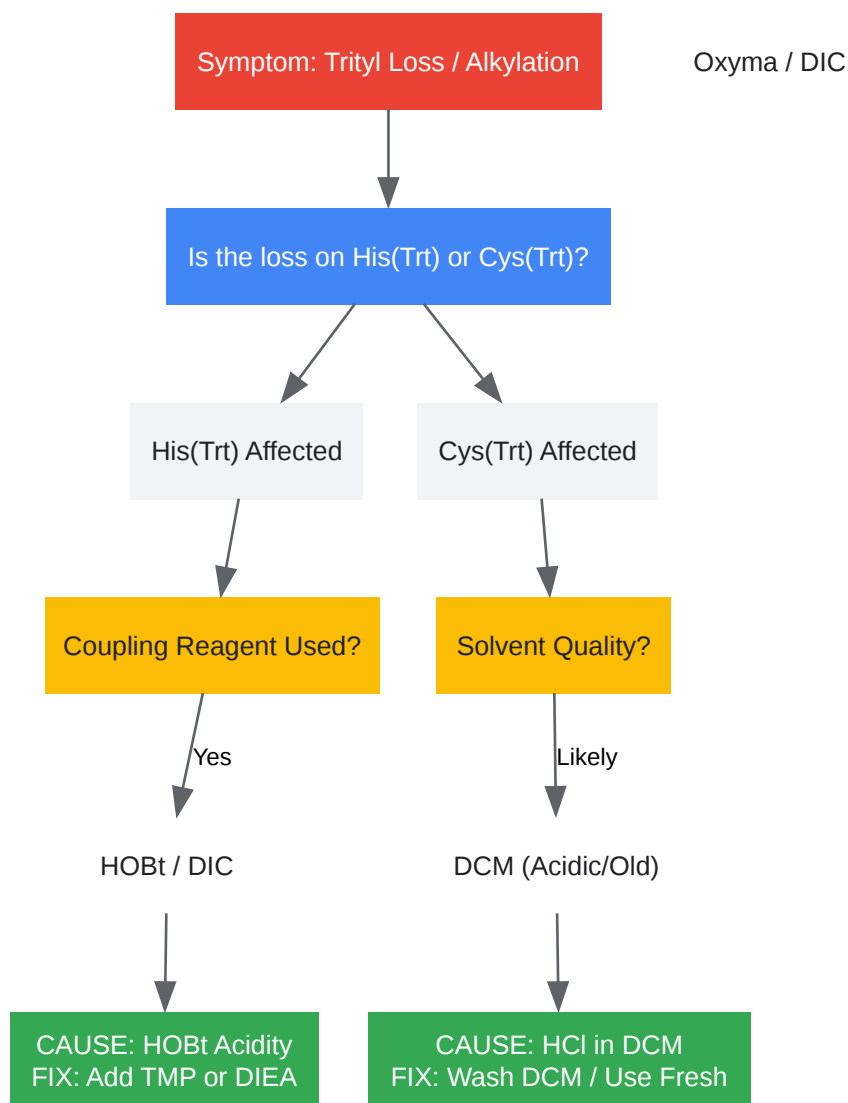 Symptom: Trityl Loss / Alkylation
Oxyma / DIC
Is the loss on His(Trt) or Cys(Trt)?
His(Trt) Affected
Cys(Trt) Affected
Coupling Reagent Used?
Solvent Quality?
Yes
Likely
HOBt / DIC
DCM (Acidic/Old)
CAUSE: HOBt Acidity
FIX: Add TMP or DIEA
CAUSE: HCl in DCM
FIX: Wash DCM / Use Fresh